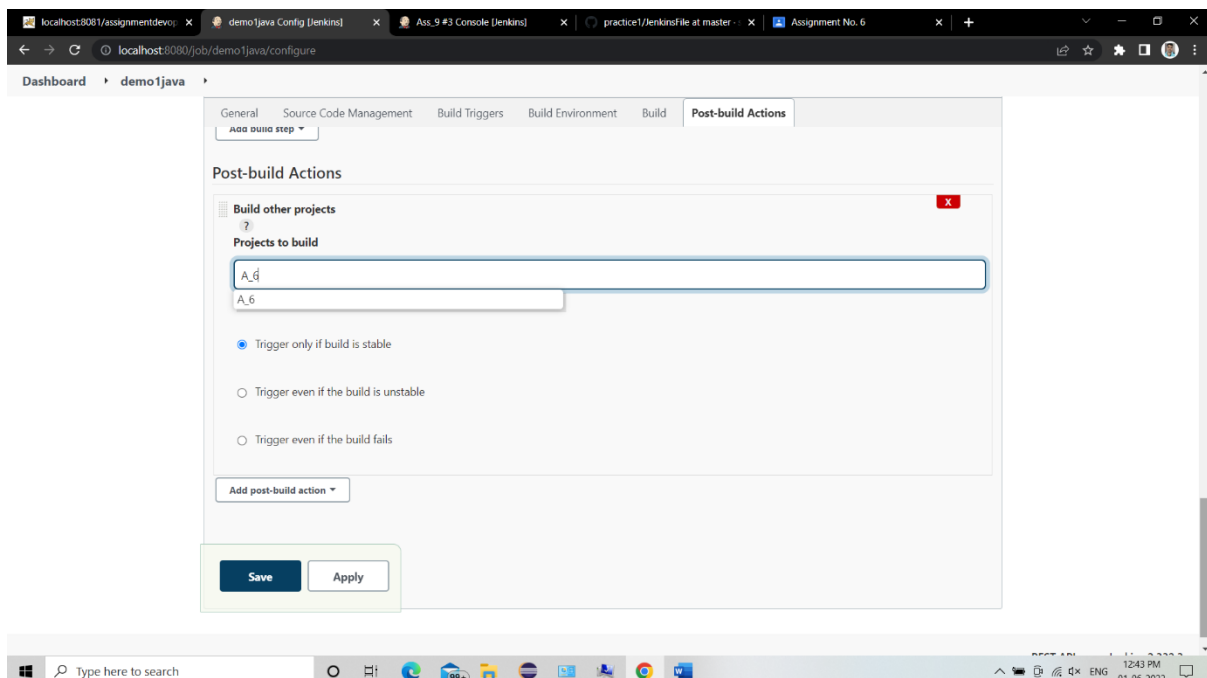 localhost:8081/assignmentdevop
demo1java Config [Jenkins]
Ass_9 #3 Console [Jenkins]
practice1/JenkinsFile at master ·
Assignment No. 6
localhost:8080/job/demo1java/configure
Dashboard demo1java
General Source Code Management Build Triggers Build Environment Build Post-build Actions
Add build step
Post-build Actions
Build other projects
X
?
Projects to build
A_6
A_6
Trigger only if build is stable
Trigger even if the build is unstable
Trigger even if the build fails
Add post-build action
Save Apply
Type here to search
99+
ENG
12:43 PM